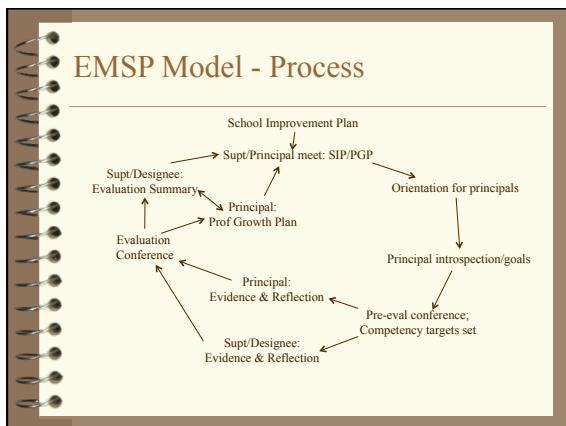 EMSP Model - Process
School Improvement Plan
Supt/Principal meet: SIP/PGP
Supt/Designee:
Evaluation Summary
Orientation for principals
Principal:
Prof Growth Plan
Evaluation
Conference
Principal introspection/goals
Principal:
Evidence & Reflection
Pre-eval conference;
Competency targets set
Supt/Designee:
Evidence & Reflection